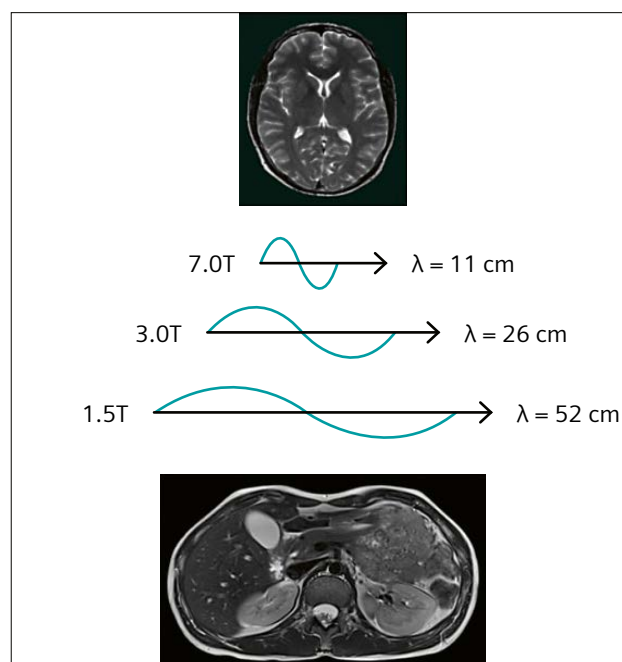 7.0T λ = 11 cm
3.0T λ = 26 cm
1.5T λ = 52 cm